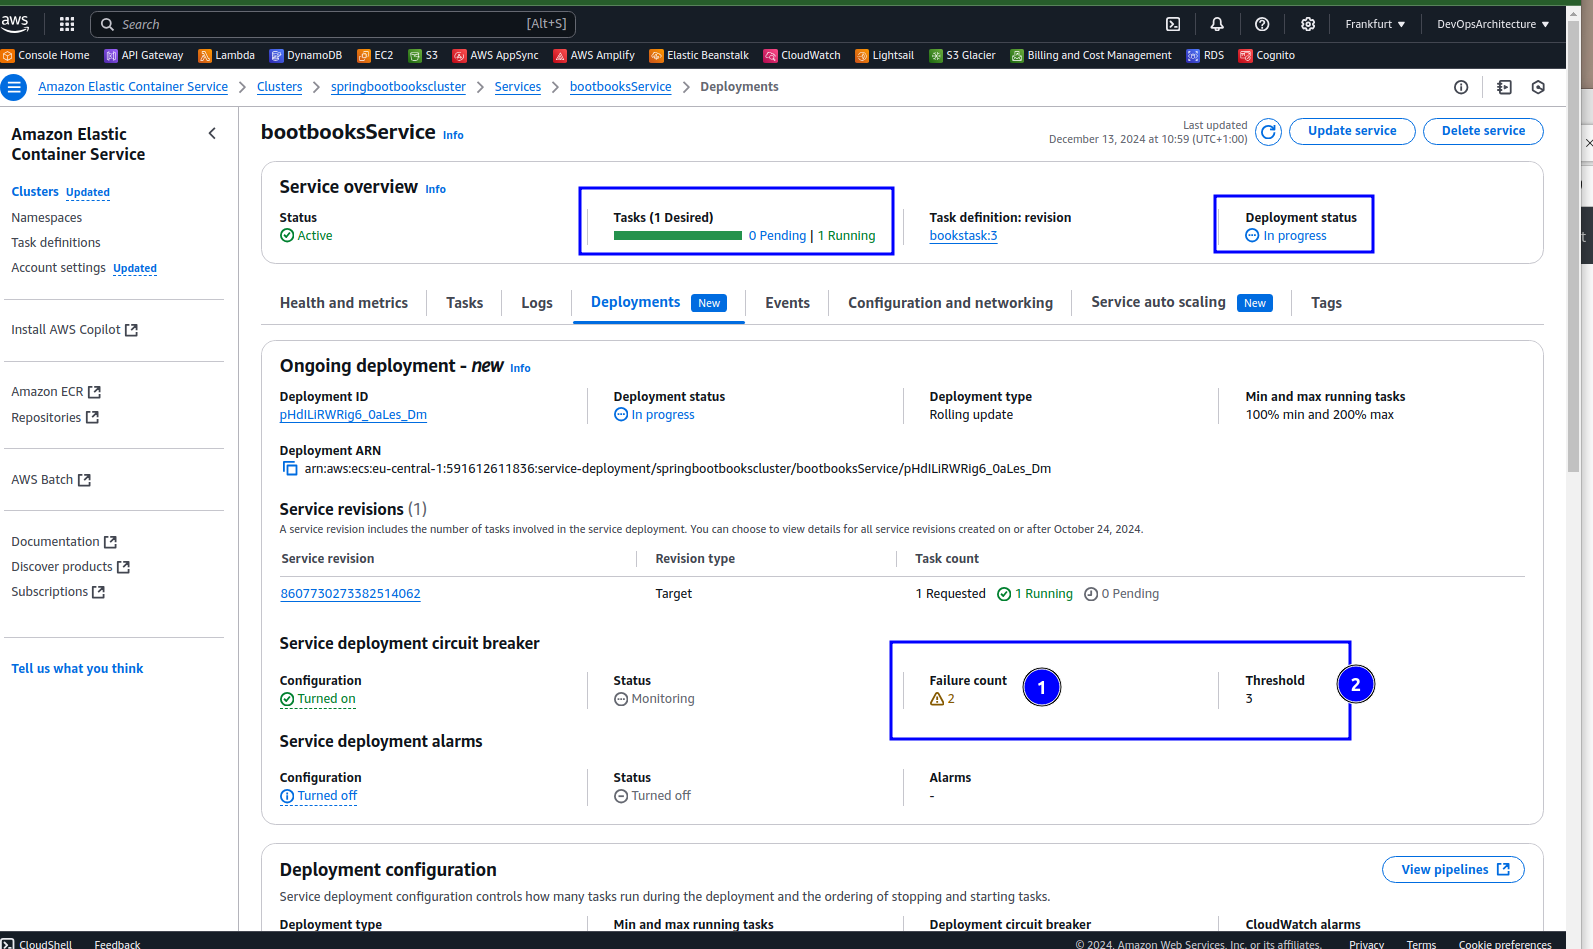 aws
Search [Alt+S]
Frankfurt ▼ DevOpsArchitecture ▼
Console Home API Gateway Lambda DynamoDB EC2 S3 AWS AppSync AWS Amplify Elastic Beanstalk CloudWatch Lightsail S3 Glacier Billing and Cost Management RDS Cognito
Amazon Elastic Container Service > Clusters > springbootbookscluster > Services > bootbooksService > Deployments
Amazon Elastic
Container Service
Clusters Updated
Namespaces
Task definitions
Account settings Updated
Install AWS Copilot
Amazon ECR
Repositories
AWS Batch
Documentation
Discover products
Subscriptions
Tell us what you think
bootbooksService Info
Last updated
December 13, 2024 at 10:59 (UTC+1:00)
Update service
Delete service
Service overview Info
Status
Active
Tasks (1 Desired)
0 Pending | 1 Running
Task definition: revision
bookstask:3
Deployment status
In progress
Health and metrics Tasks Logs Deployments New Events Configuration and networking Service auto scaling New Tags
Ongoing deployment - new Info
Deployment ID
pHdILiRWRig6_0aLes_Dm
Deployment status
In progress
Deployment type
Rolling update
Min and max running tasks
100% min and 200% max
Deployment ARN
arn:aws:ecs:eu-central-1:591612611836:service-deployment/springbootbookscluster/bootbooksService/pHdILiRWRig6_0aLes_Dm
Service revisions (1)
A service revision includes the number of tasks involved in the service deployment. You can choose to view details for all service revisions created on or after October 24, 2024.
Service revision Revision type Task count
8607730273382514062 Target 1 Requested 1 Running 0 Pending
Service deployment circuit breaker
Configuration
Turned on
Status
Monitoring
Failure count
2
1
Threshold
3
2
Service deployment alarms
Configuration
Turned off
Status
Turned off
Alarms
-
Deployment configuration
View pipelines
Service deployment configuration controls how many tasks run during the deployment and the ordering of stopping and starting tasks.
Deployment type Min and max running tasks Deployment circuit breaker CloudWatch alarms
CloudShell Feedback
© 2024, Amazon Web Services, Inc. or its affiliates. Privacy Terms Cookie preferences